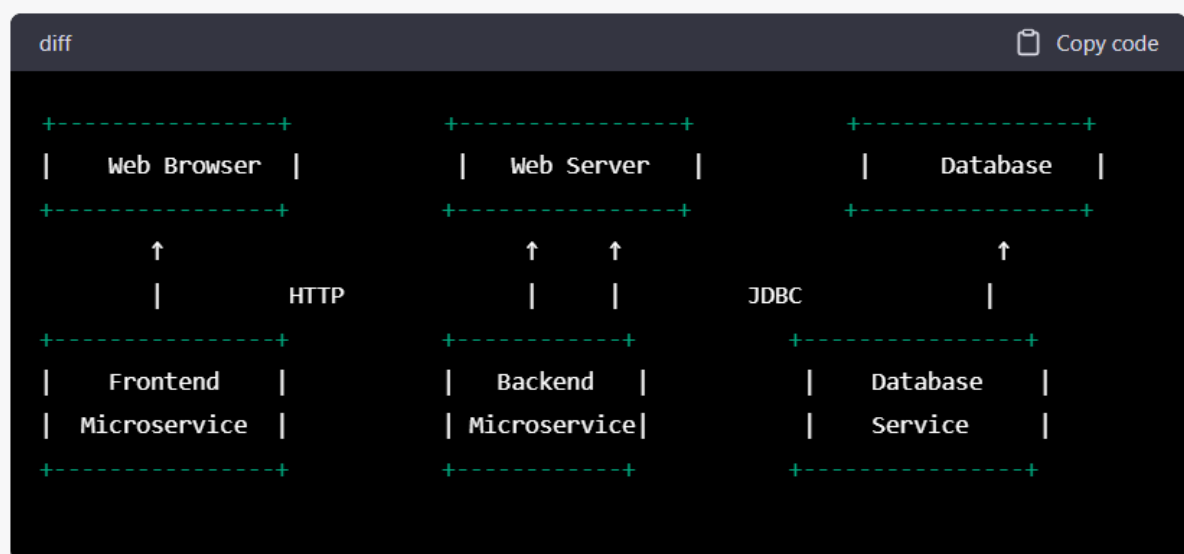 diff Copy code
+----------------+ +----------------+ +----------------+
| Web Browser | | Web Server | | Database |
+----------------+ +----------------+ +----------------+
↑ ↑ ↑ ↑
| HTTP | | JDBC |
+----------------+ +------------+ +----------------+
| Frontend | | Backend | | Database |
| Microservice | | Microservice| | Service |
+----------------+ +------------+ +----------------+